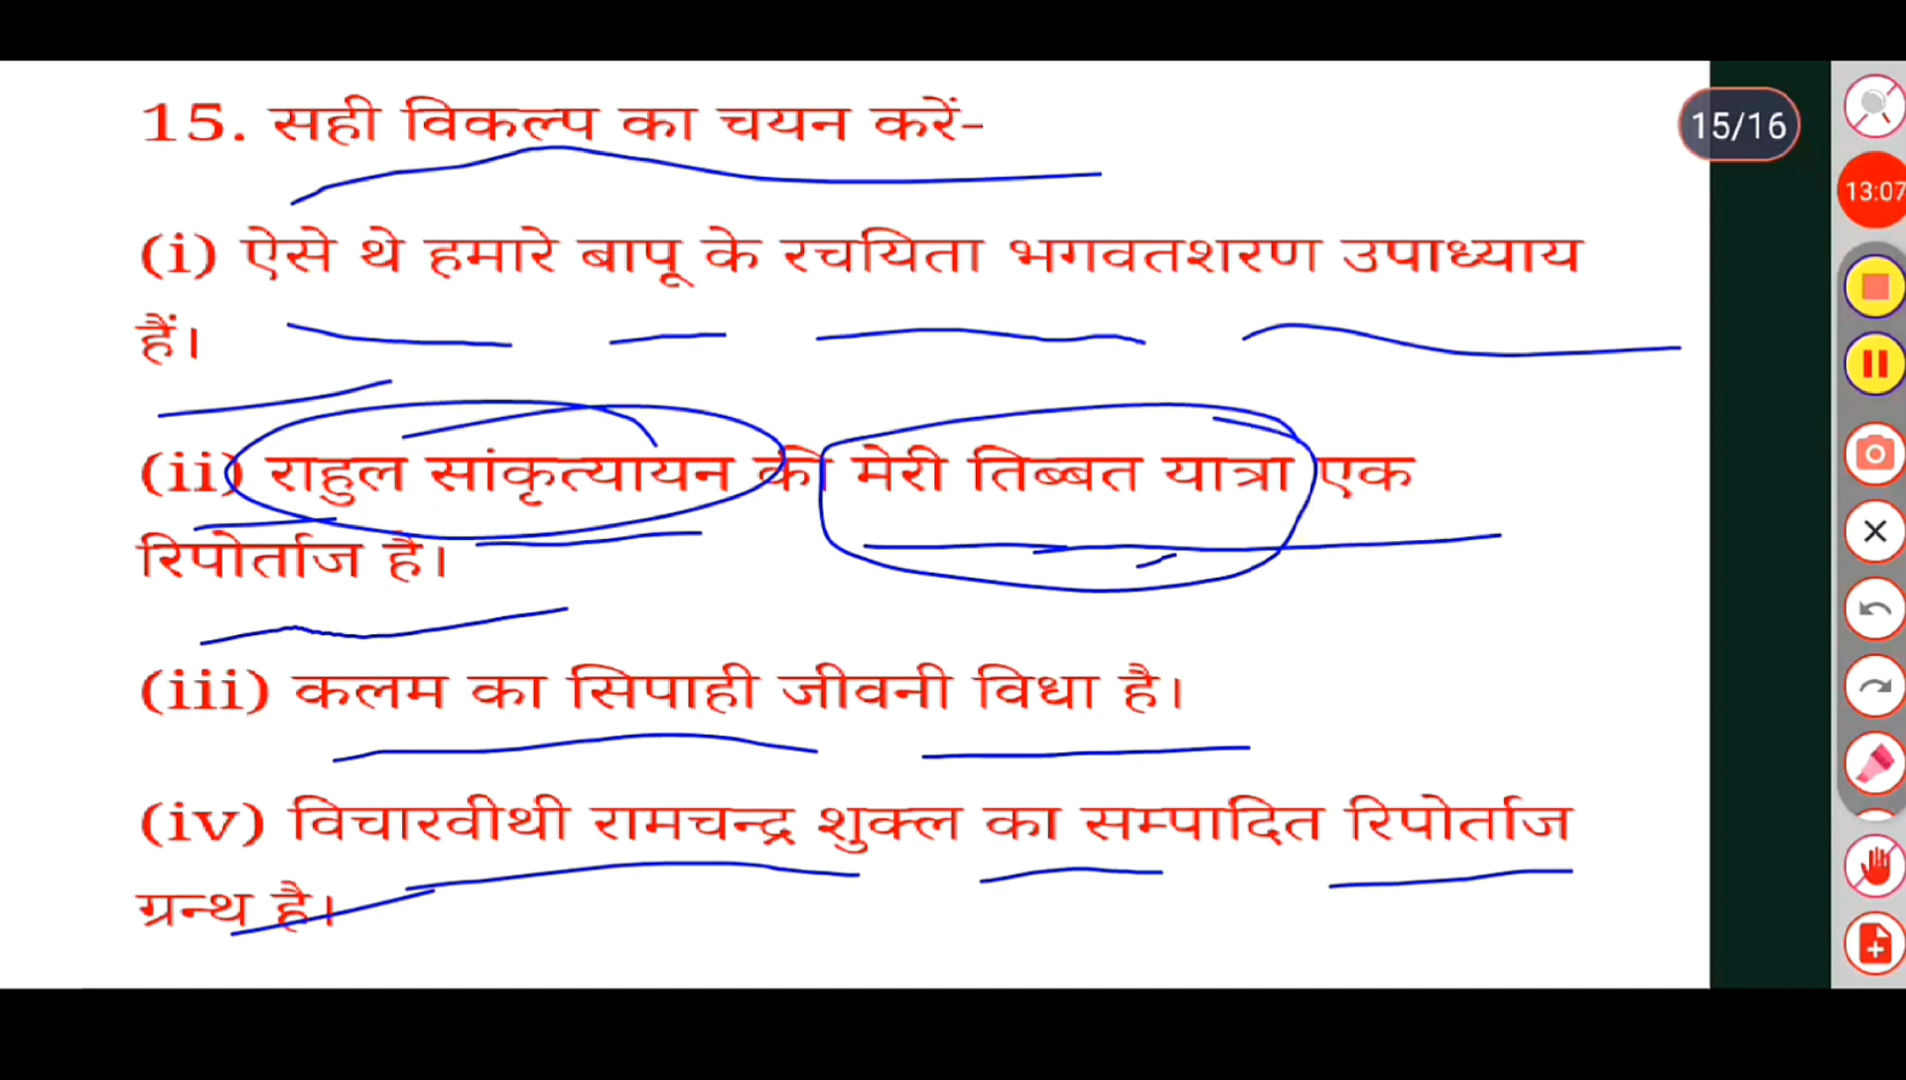 15. सही विकल्प का चयन करें-
15/16
13:07
(i) ऐसे थे हमारे बापू के रचयिता भगवतशरण उपाध्याय
हैं।
(ii) राहुल सांकृत्यायन की मेरी तिब्बत यात्रा एक
रिपोर्ताज है।
(iii) कलम का सिपाही जीवनी विधा है।
(iv) विचारवीथी रामचन्द्र शुक्ल का सम्पादित रिपोर्ताज
ग्रन्थ है।